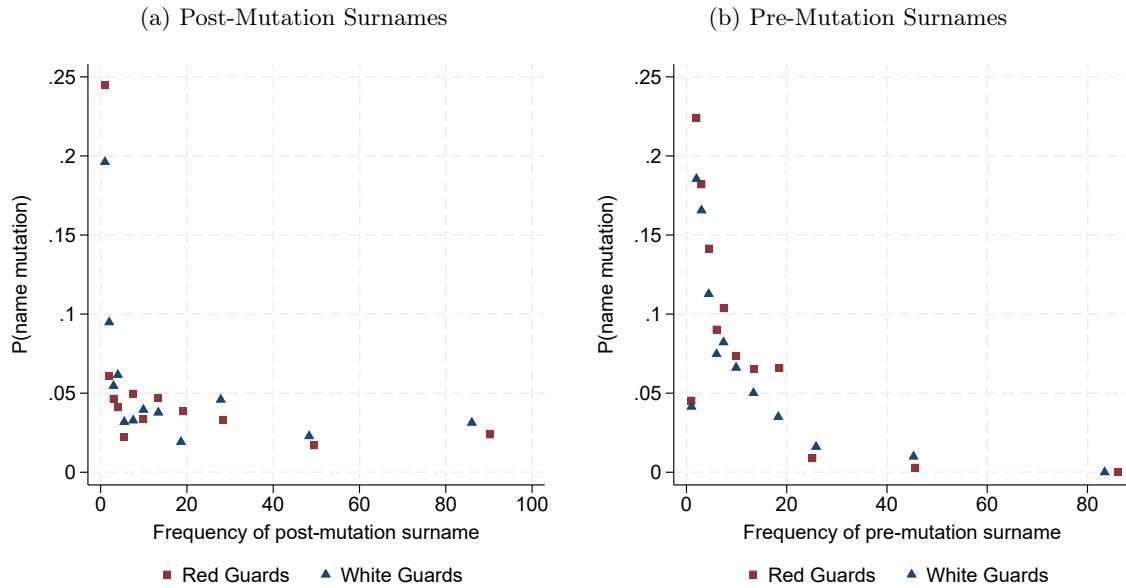 (a) Post-Mutation Surnames
P(name mutation)
.25
.2
.15
.1
.05
0
0 20 40 60 80 100
Frequency of post-mutation surname
Red Guards White Guards
(b) Pre-Mutation Surnames
P(name mutation)
.25
.2
.15
.1
.05
0
0 20 40 60 80
Frequency of pre-mutation surname
Red Guards White Guards